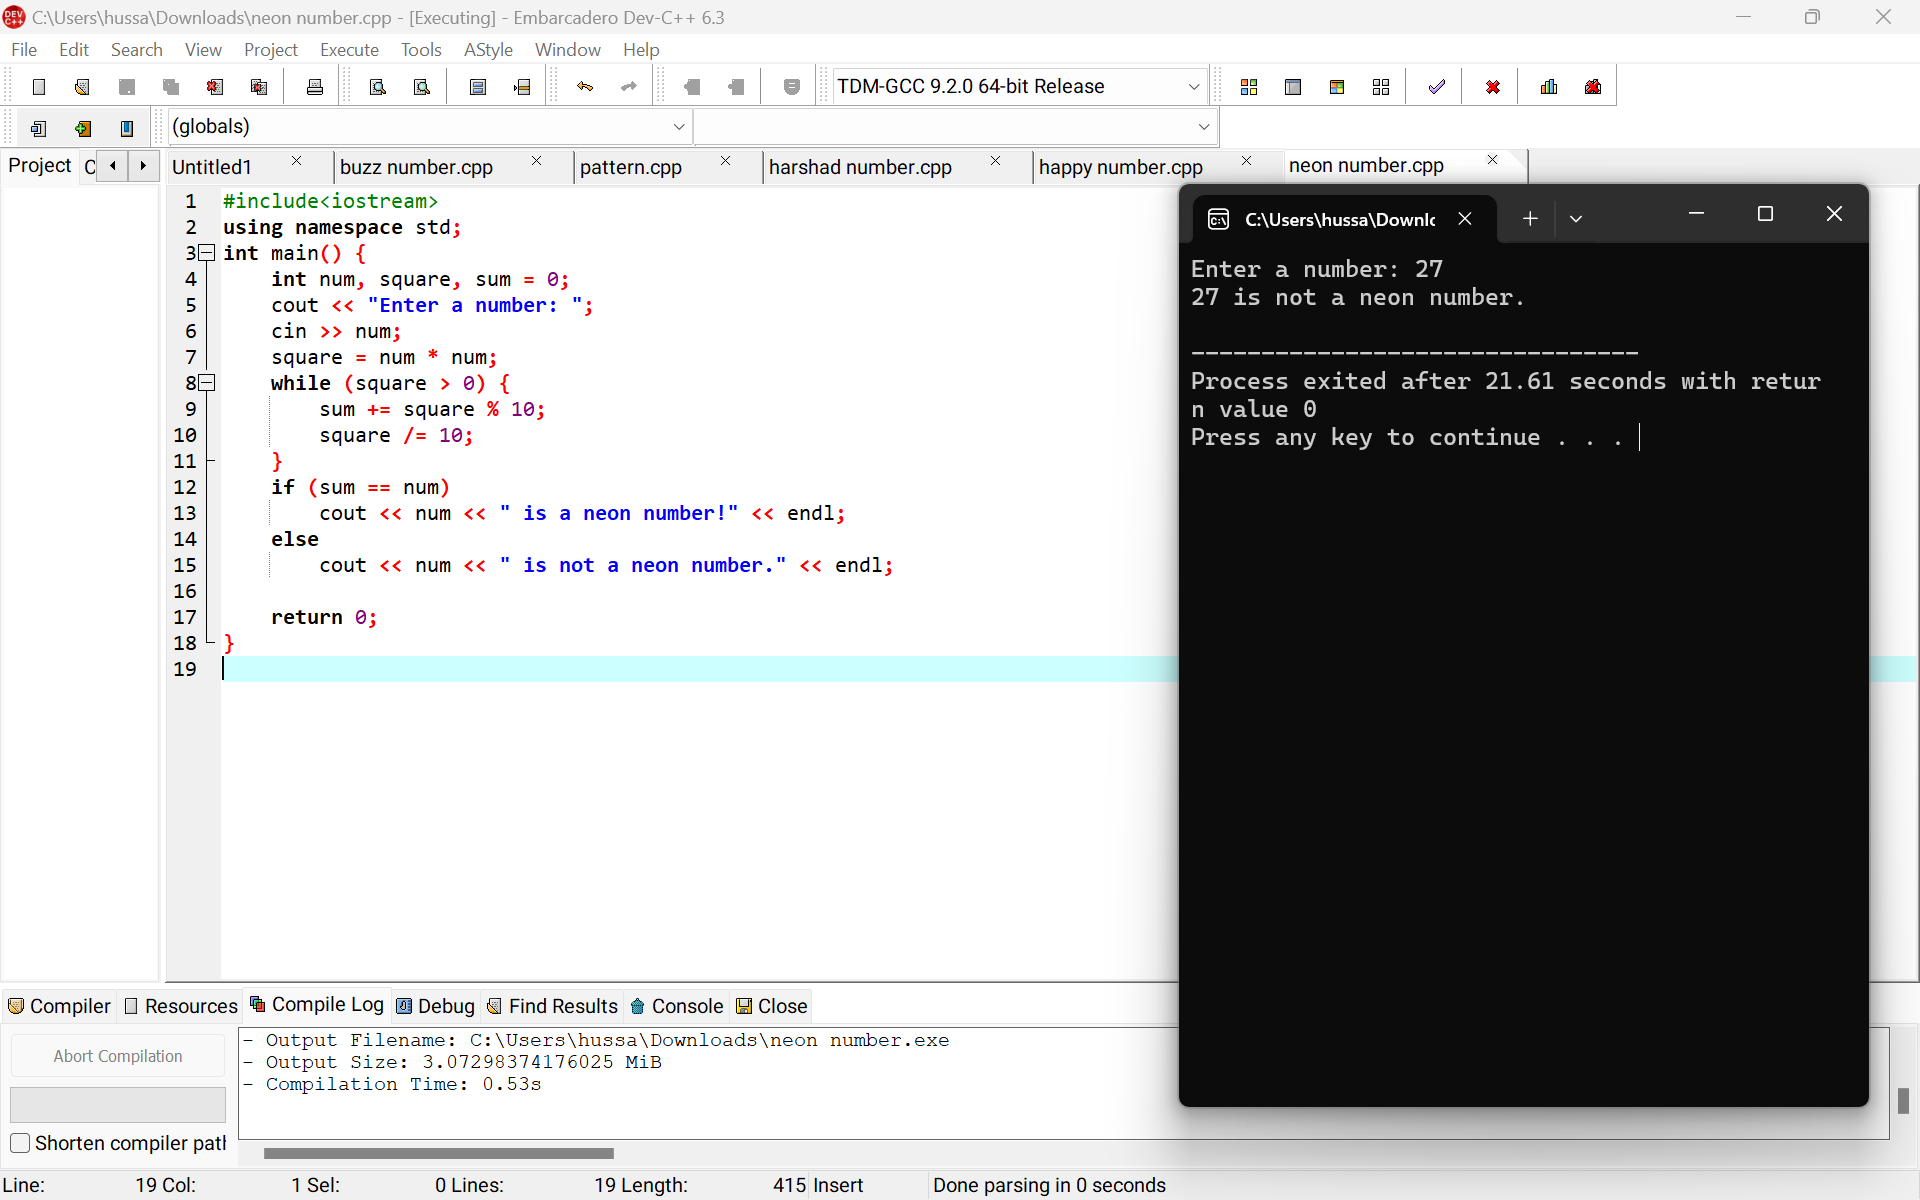 C:\Users\hussa\Downloads\neon number.cpp - [Executing] - Embarcadero Dev-C++ 6.3
File Edit Search View Project Execute Tools AStyle Window Help
TDM-GCC 9.2.0 64-bit Release
(globals)
Project C Untitled1 buzz number.cpp pattern.cpp harshad number.cpp happy number.cpp neon number.cpp
1 #include<iostream>
2 using namespace std;
3 int main() {
4 int num, square, sum = 0;
5 cout << "Enter a number: ";
6 cin >> num;
7 square = num * num;
8 while (square > 0) {
9 sum += square % 10;
10 square /= 10;
11 }
12 if (sum == num)
13 cout << num << " is a neon number!" << endl;
14 else
15 cout << num << " is not a neon number." << endl;
16
17 return 0;
18 }
19
C:\Users\hussa\Downlo
Enter a number: 27
27 is not a neon number.
--------------------------------
Process exited after 21.61 seconds with retur
n value 0
Press any key to continue . . .
Compiler Resources Compile Log Debug Find Results Console Close
Abort Compilation
Shorten compiler path
- Output Filename: C:\Users\hussa\Downloads\neon number.exe
- Output Size: 3.07298374176025 MiB
- Compilation Time: 0.53s
Line: 19 Col: 1 Sel: 0 Lines: 19 Length: 415 Insert Done parsing in 0 seconds